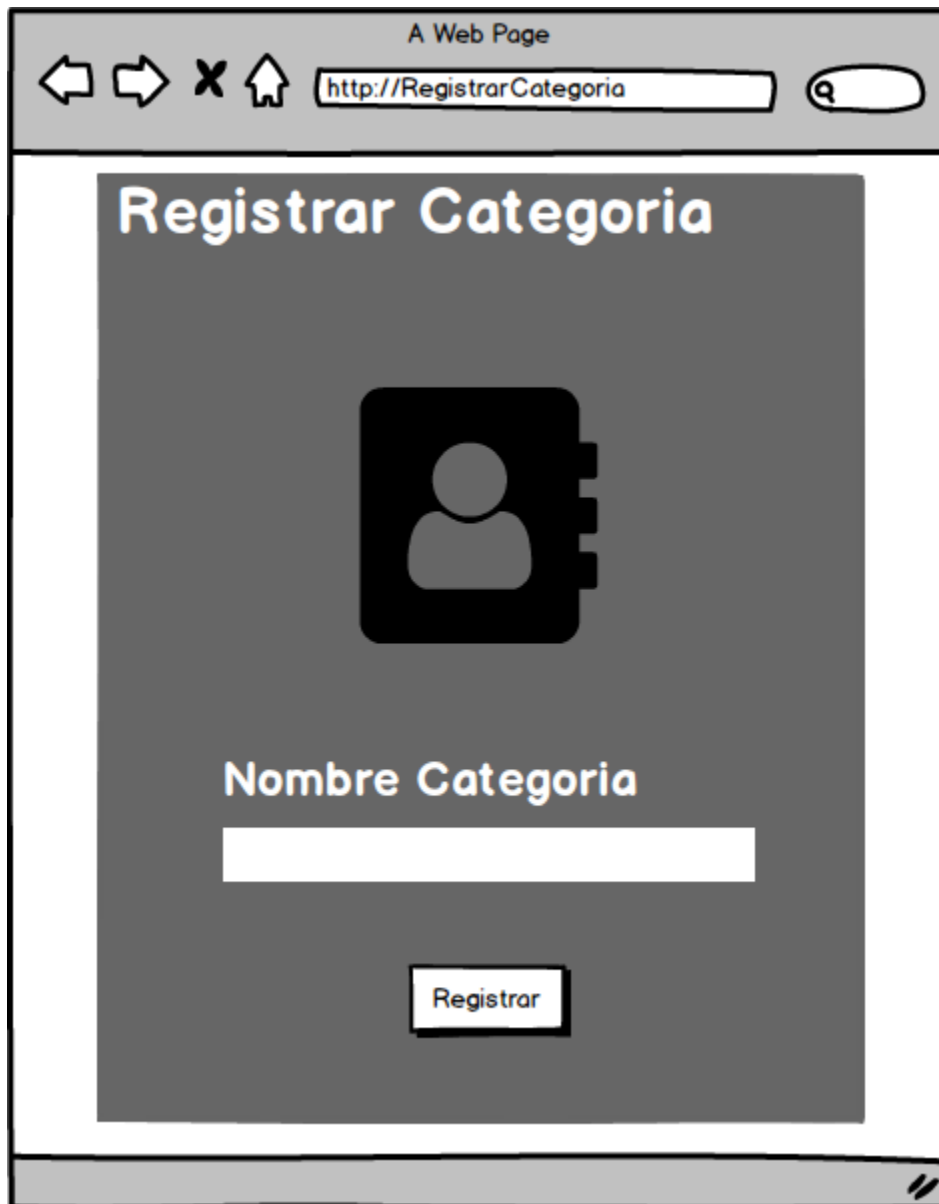 A Web Page
http://RegistrarCategoria
Registrar Categoria
Nombre Categoria
Registrar